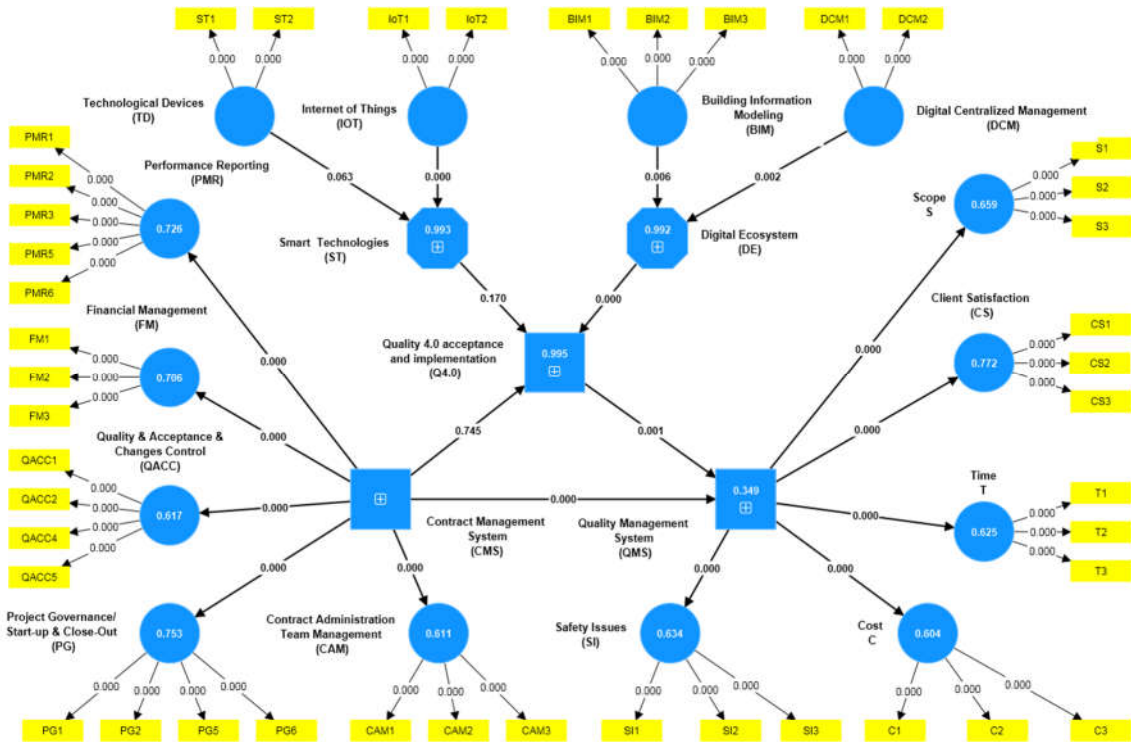 ST1
ST2
IoT1
IoT2
BIM1
BIM2
BIM3
DCM1
DCM2
0.000
0.000
0.000
0.000
0.000
0.000
0.000
0.000
0.000
Technological Devices
(TD)
Internet of Things
(IOT)
Building Information
Modeling
(BIM)
Digital Centralized Management
(DCM)
PMR1
PMR2
PMR3
PMR5
PMR6
0.000
0.000
0.000
0.000
0.000
Performance Reporting
(PMR)
0.726
0.063
0.000
0.006
0.002
Smart Technologies
(ST)
0.993
0.992
Digital Ecosystem
(DE)
Scope
S
0.659
0.000
0.000
0.000
S1
S2
S3
0.170
0.000
Financial Management
(FM)
FM1
FM2
FM3
0.000
0.000
0.000
0.706
0.000
0.000
Quality 4.0 acceptance
and implementation
(Q4.0)
0.995
0.000
Client Satisfaction
(CS)
0.772
0.000
0.000
0.000
CS1
CS2
CS3
0.745
0.001
0.000
Quality & Acceptance &
Changes Control
(QACC)
QACC1
QACC2
QACC4
QACC5
0.000
0.000
0.000
0.000
0.617
0.000
Contract Management
System
(CMS)
0.000
Quality Management
System
(QMS)
0.349
0.000
Time
T
0.625
0.000
0.000
0.000
T1
T2
T3
0.000
0.000
0.000
0.000
Project Governance/
Start-up & Close-Out
(PG)
0.753
Contract Administration
Team Management
(CAM)
0.611
Safety Issues
(SI)
0.634
Cost
C
0.604
0.000
0.000
0.000
0.000
0.000
0.000
0.000
0.000
0.000
0.000
0.000
0.000
0.000
PG1
PG2
PG5
PG6
CAM1
CAM2
CAM3
SI1
SI2
SI3
C1
C2
C3